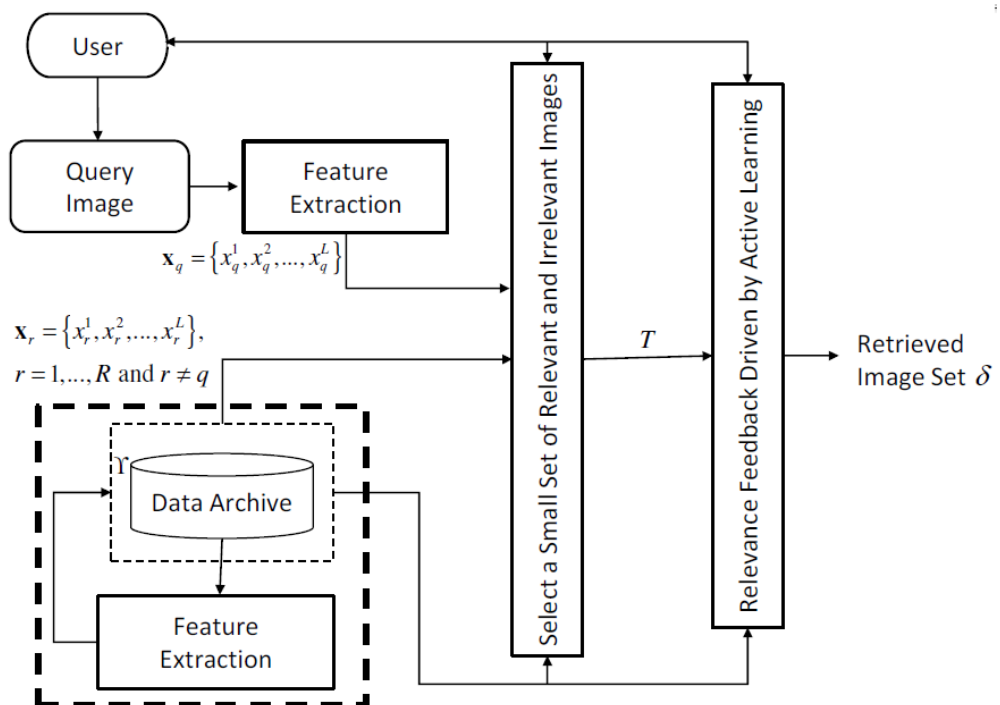 User
Query
Image
Feature
Extraction
𝐱_q = {x_q^1, x_q^2, ..., x_q^L}
𝐱_r = {x_r^1, x_r^2, ..., x_r^L},
r = 1,..., R and r ≠ q
ϒ
Data Archive
Feature
Extraction
Select a Small Set of Relevant and Irrelevant Images
T
Relevance Feedback Driven by Active Learning
Retrieved
Image Set δ